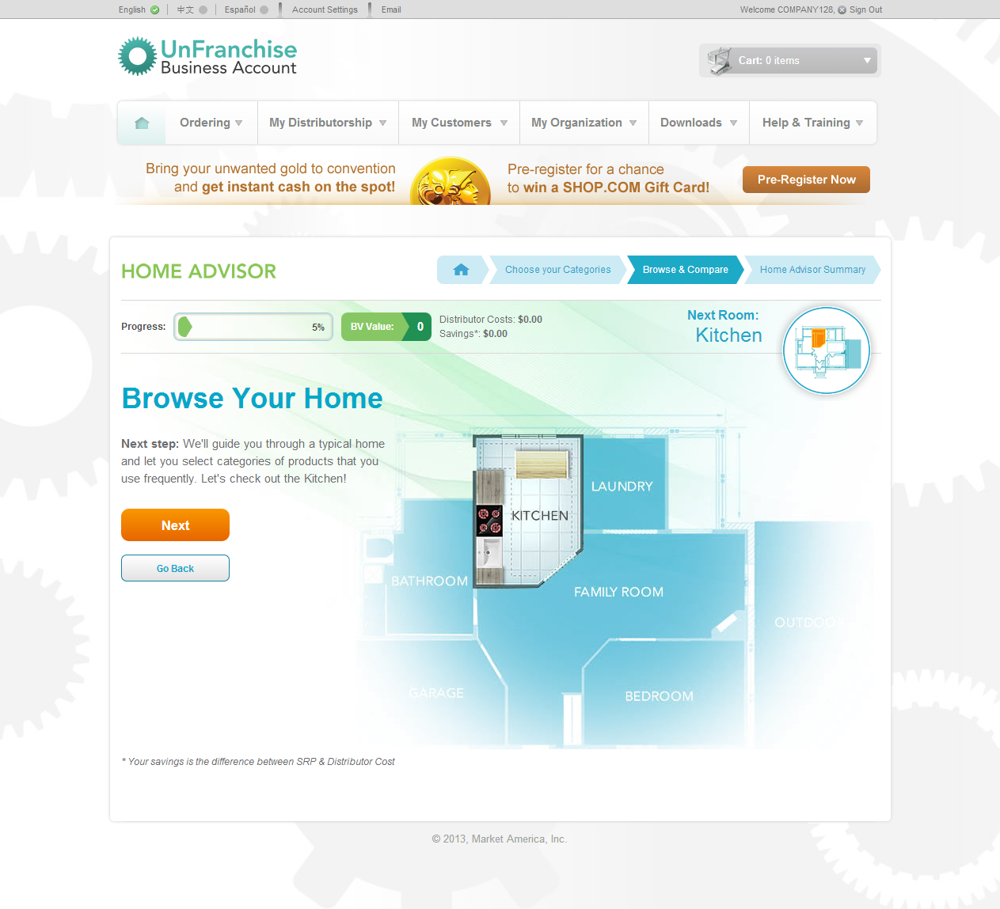 English
中文
Español
Account Settings
Email
Welcome COMPANY128,
Sign Out
UnFranchise
Business Account
Cart: 0 items
Ordering
My Distributorship
My Customers
My Organization
Downloads
Help & Training
Bring your unwanted gold to convention
and get instant cash on the spot!
Pre-register for a chance
to win a SHOP.COM Gift Card!
Pre-Register Now
HOME ADVISOR
Choose your Categories
Browse & Compare
Home Advisor Summary
Progress:
5%
BV Value:
0
Distributor Costs: $0.00
Savings*: $0.00
Next Room:
Kitchen
Browse Your Home
Next step: We'll guide you through a typical home
and let you select categories of products that you
use frequently. Let's check out the Kitchen!
Next
Go Back
LAUNDRY
KITCHEN
BATHROOM
FAMILY ROOM
OUTDOOR
GARAGE
BEDROOM
* Your savings is the difference between SRP & Distributor Cost
© 2013, Market America, Inc.